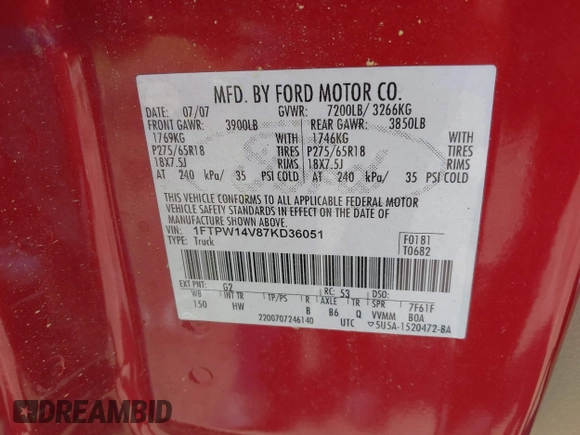 MFD. BY FORD MOTOR CO.
DATE: 07/07 GVWR: 7200LB/ 3266KG
FRONT GAWR: 3900LB REAR GAWR: 3850LB
1769KG WITH 1746KG WITH
P275/65R18 TIRES P275/65R18 TIRES
18X7.5J RIMS 18X7.5J RIMS
AT 240 kPa/ 35 PSI COLD AT 240 kPa/ 35 PSI COLD
THIS VEHICLE CONFORMS TO ALL APPLICABLE FEDERAL MOTOR
VEHICLE SAFETY STANDARDS IN EFFECT ON THE DATE OF
MANUFACTURE SHOWN ABOVE.
VIN: 1FTPW14V87KD36051 F0181
TYPE: Truck T0682
EXT PNT: G2 RC: 53 DSO:
WB INT TR TP/PS R AXLE TR SPR 7F61F
150 HW B B6 Q VVMM BOA
2200707246140 UTC ▽5U5A-1520472-BA
DREAMBID